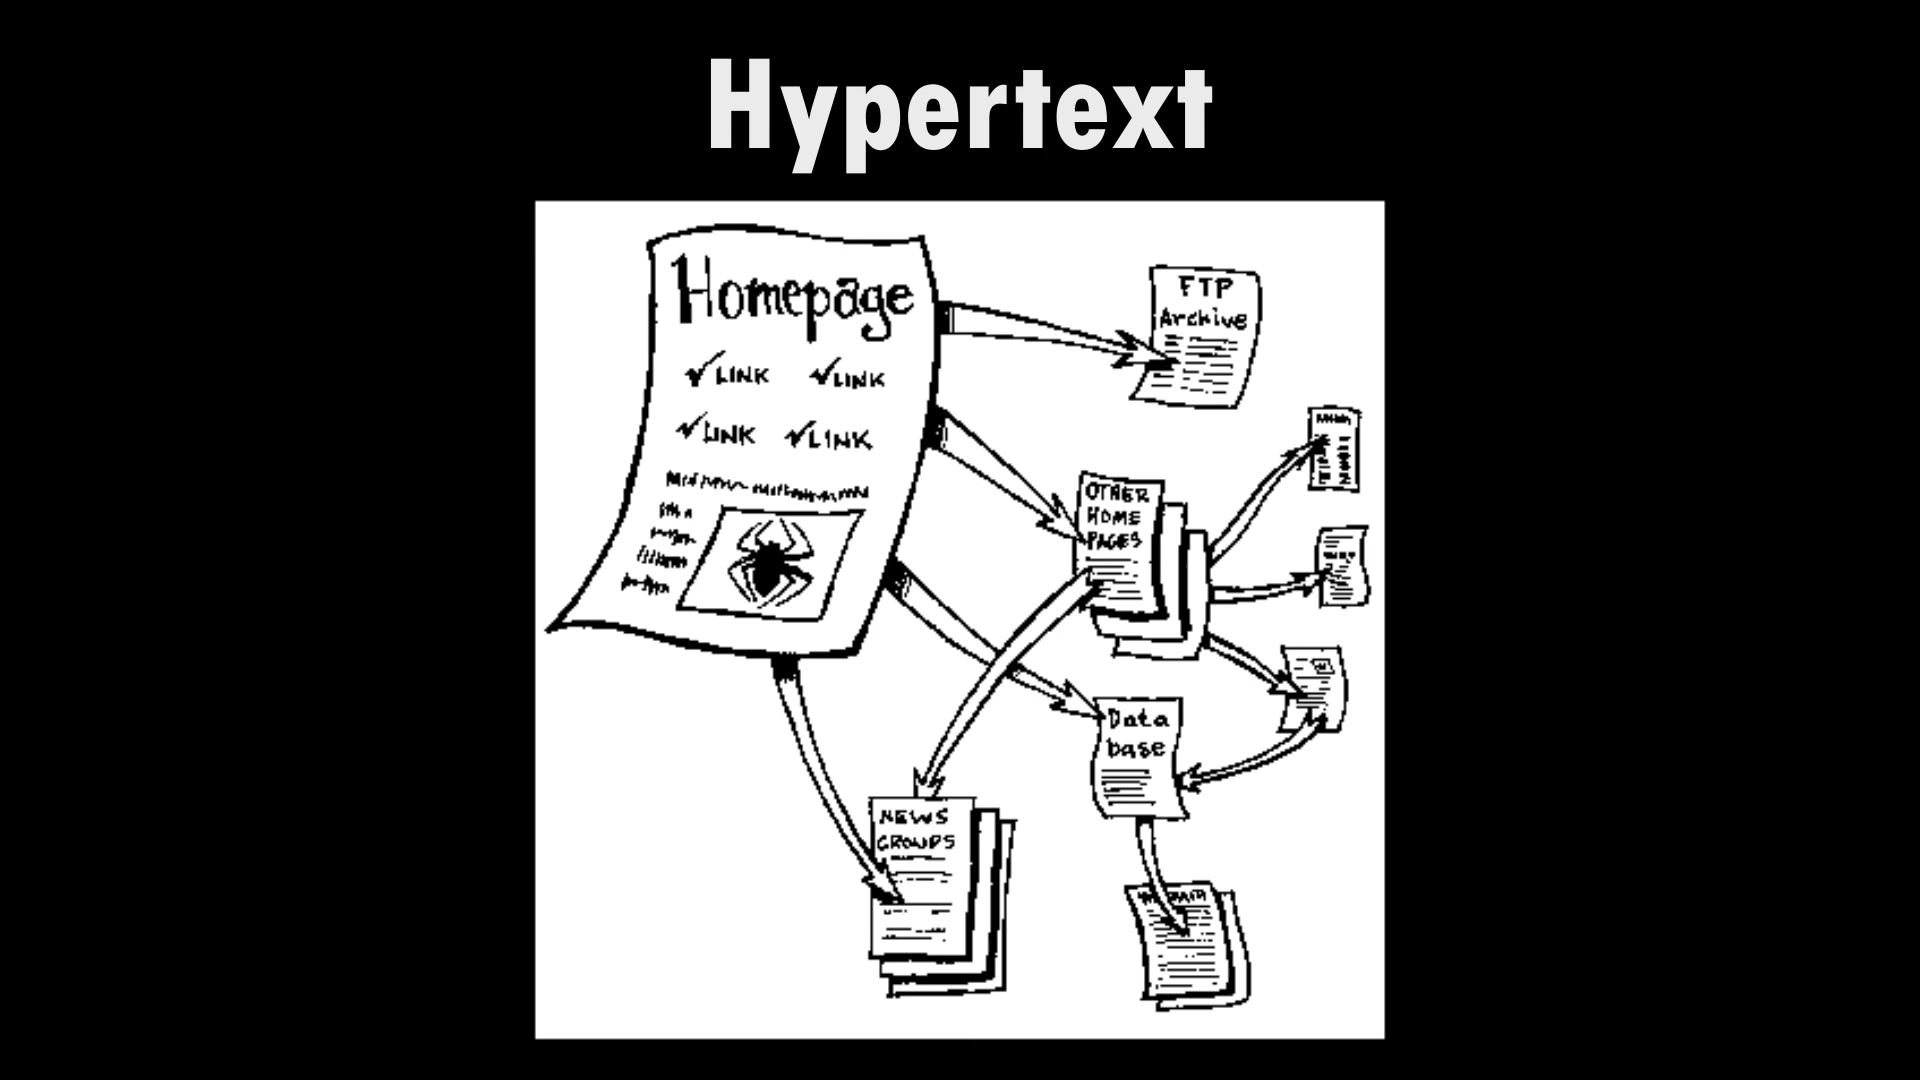 Hypertext
Homepage
LINK LINK
LINK LINK
FTP
Archive
OTHER
HOME
PAGES
Data
base
NEWS
GROUPS